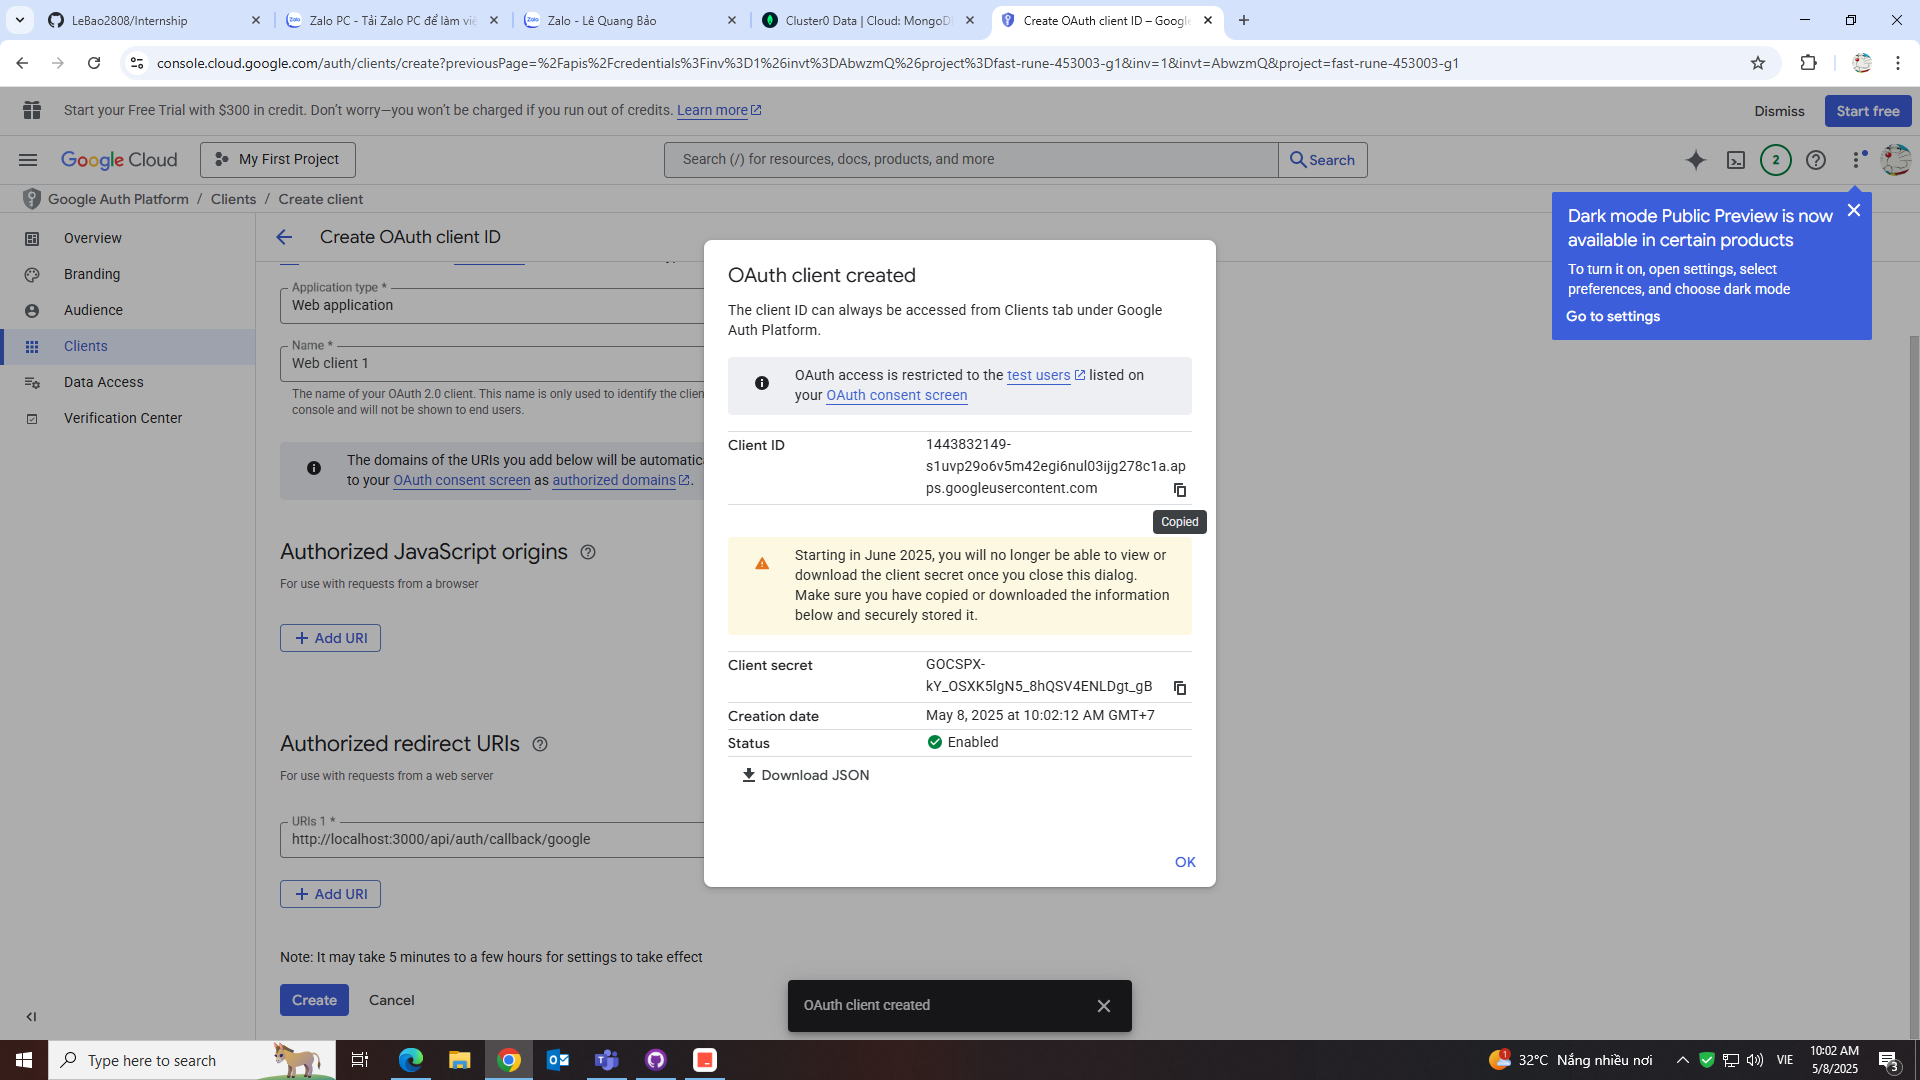 LeBao2808/Internship
Zalo PC - Tải Zalo PC để làm việ
Zalo - Lê Quang Bảo
Cluster0 Data | Cloud: MongoD
Create OAuth client ID – Google
console.cloud.google.com/auth/clients/create?previousPage=%2Fapis%2Fcredentials%3Finv%3D1%26invt%3DAbwzmQ%26project%3Dfast-rune-453003-g1&inv=1&invt=AbwzmQ&project=fast-rune-453003-g1
Start your Free Trial with $300 in credit. Don't worry—you won't be charged if you run out of credits. Learn more
Dismiss
Start free
Google Cloud
My First Project
Search (/) for resources, docs, products, and more
Search
2
Google Auth Platform / Clients / Create client
Dark mode Public Preview is now
available in certain products
To turn it on, open settings, select
preferences, and choose dark mode
Go to settings
Overview
Branding
Audience
Clients
Data Access
Verification Center
Create OAuth client ID
Application type *
Web application
Name *
Web client 1
The name of your OAuth 2.0 client. This name is only used to identify the clien
console and will not be shown to end users.
The domains of the URIs you add below will be automatica
to your OAuth consent screen as authorized domains.
Authorized JavaScript origins
For use with requests from a browser
Add URI
Authorized redirect URIs
For use with requests from a web server
URIs 1 *
http://localhost:3000/api/auth/callback/google
Add URI
Note: It may take 5 minutes to a few hours for settings to take effect
Create
Cancel
OAuth client created
The client ID can always be accessed from Clients tab under Google
Auth Platform.
OAuth access is restricted to the test users listed on
your OAuth consent screen
Client ID
1443832149-
s1uvp29o6v5m42egi6nul03ijg278c1a.ap
ps.googleusercontent.com
Copied
Starting in June 2025, you will no longer be able to view or
download the client secret once you close this dialog.
Make sure you have copied or downloaded the information
below and securely stored it.
Client secret
GOCSPX-
kY_OSXK5lgN5_8hQSV4ENLDgt_gB
Creation date
May 8, 2025 at 10:02:12 AM GMT+7
Status
Enabled
Download JSON
OK
OAuth client created
Type here to search
1
32°C Nắng nhiều nơi
VIE
10:02 AM
5/8/2025
3